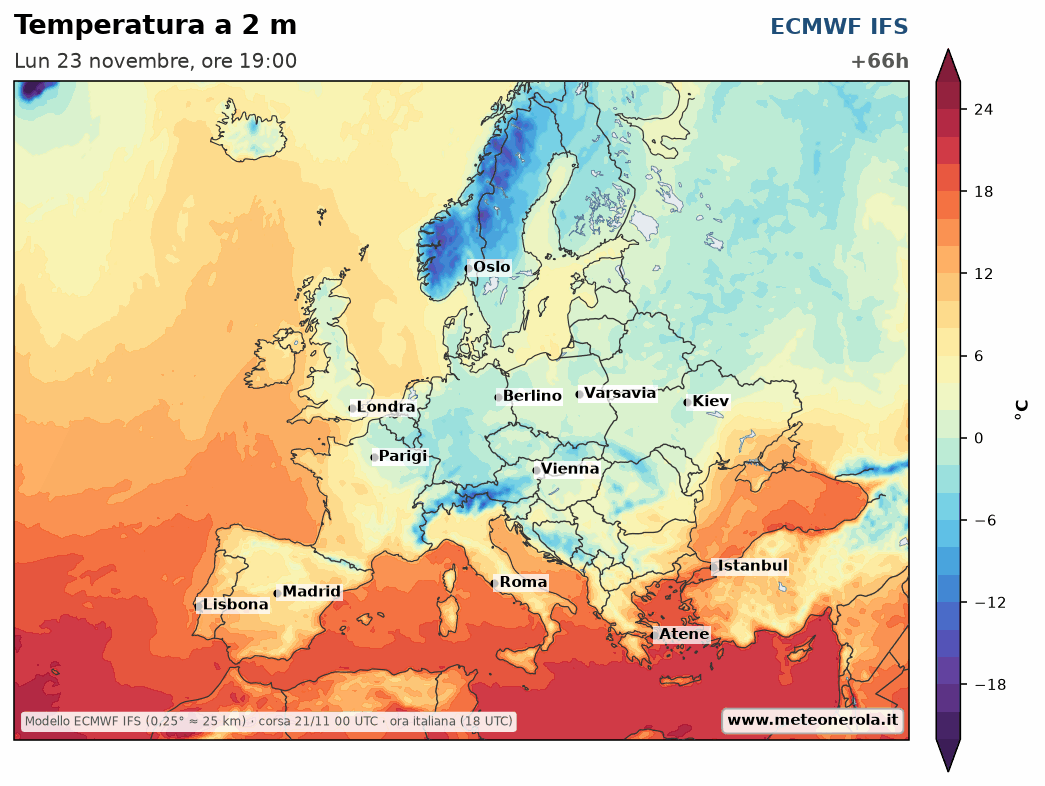 Temperatura a 2 m
ECMWF IFS
Lun 23 novembre, ore 19:00
+66h
24
18
12
6
0
−6
−12
−18
°C
Oslo
Berlino
Varsavia
Kiev
Londra
Parigi
Vienna
Istanbul
Roma
Madrid
Lisbona
Atene
Modello ECMWF IFS (0,25° ≈ 25 km) · corsa 21/11 00 UTC · ora italiana (18 UTC)
www.meteonerola.it